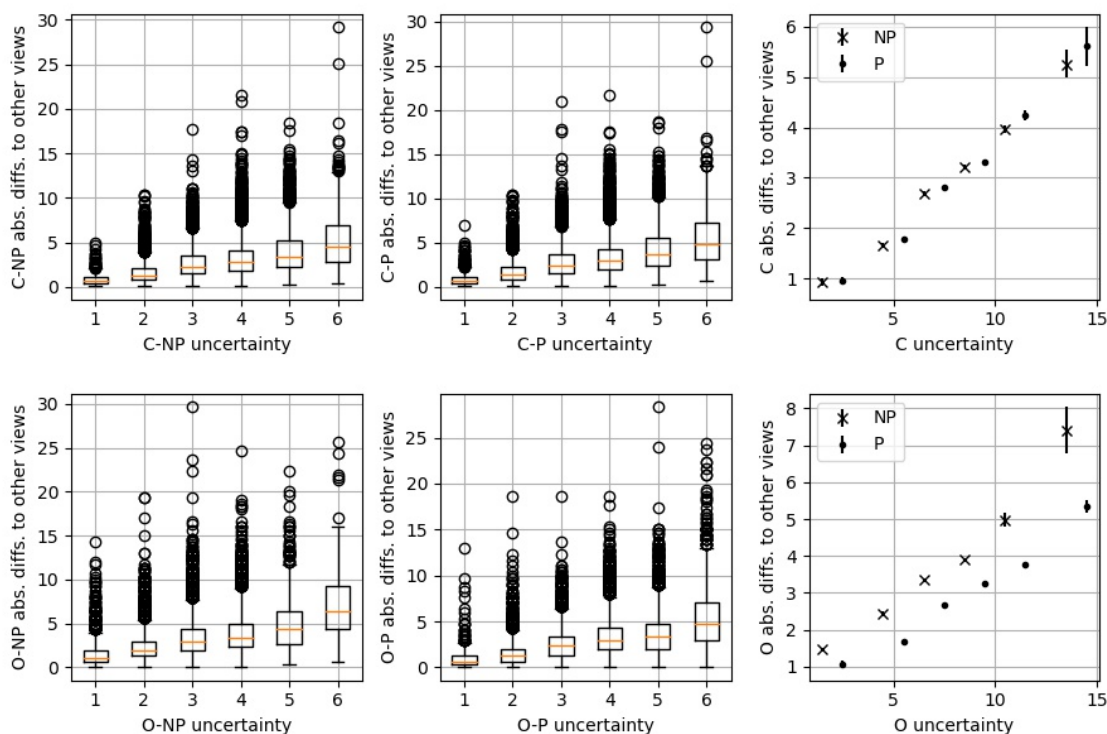 C-NP abs. diffs. to other views
30
25
20
15
10
5
0
1 2 3 4 5 6
C-NP uncertainty
C-P abs. diffs. to other views
30
25
20
15
10
5
0
1 2 3 4 5 6
C-P uncertainty
C abs. diffs to other views
6
5
4
3
2
1
NP
P
5 10 15
C uncertainty
O-NP abs. diffs. to other views
30
25
20
15
10
5
0
1 2 3 4 5 6
O-NP uncertainty
O-P abs. diffs. to other views
25
20
15
10
5
0
1 2 3 4 5 6
O-P uncertainty
O abs. diffs. to other views
8
7
6
5
4
3
2
1
NP
P
5 10 15
O uncertainty